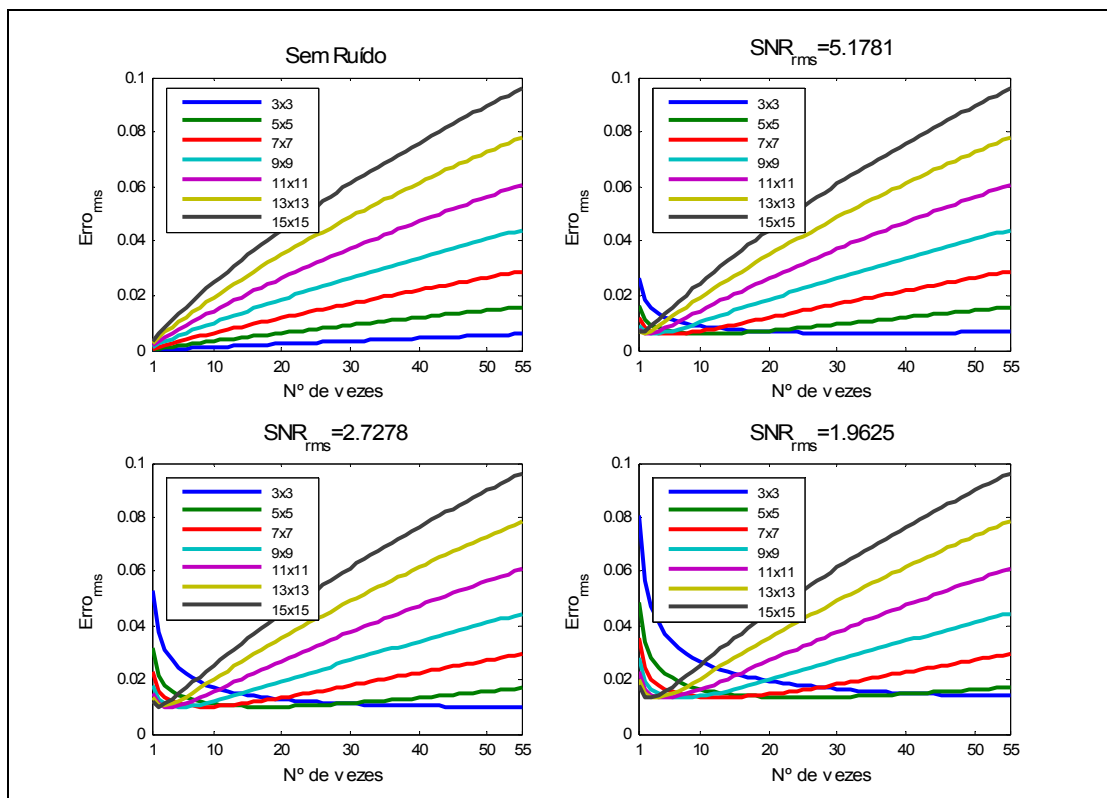 Sem Ruído
0.1
0.08
0.06
0.04
0.02
0
Erro_rms
3x3
5x5
7x7
9x9
11x11
13x13
15x15
1 10 20 30 40 50 55
Nº de vezes
SNR_rms=5.1781
0.1
0.08
0.06
0.04
0.02
0
Erro_rms
3x3
5x5
7x7
9x9
11x11
13x13
15x15
1 10 20 30 40 50 55
Nº de vezes
SNR_rms=2.7278
0.1
0.08
0.06
0.04
0.02
0
Erro_rms
3x3
5x5
7x7
9x9
11x11
13x13
15x15
1 10 20 30 40 50 55
Nº de vezes
SNR_rms=1.9625
0.1
0.08
0.06
0.04
0.02
0
Erro_rms
3x3
5x5
7x7
9x9
11x11
13x13
15x15
1 10 20 30 40 50 55
Nº de vezes